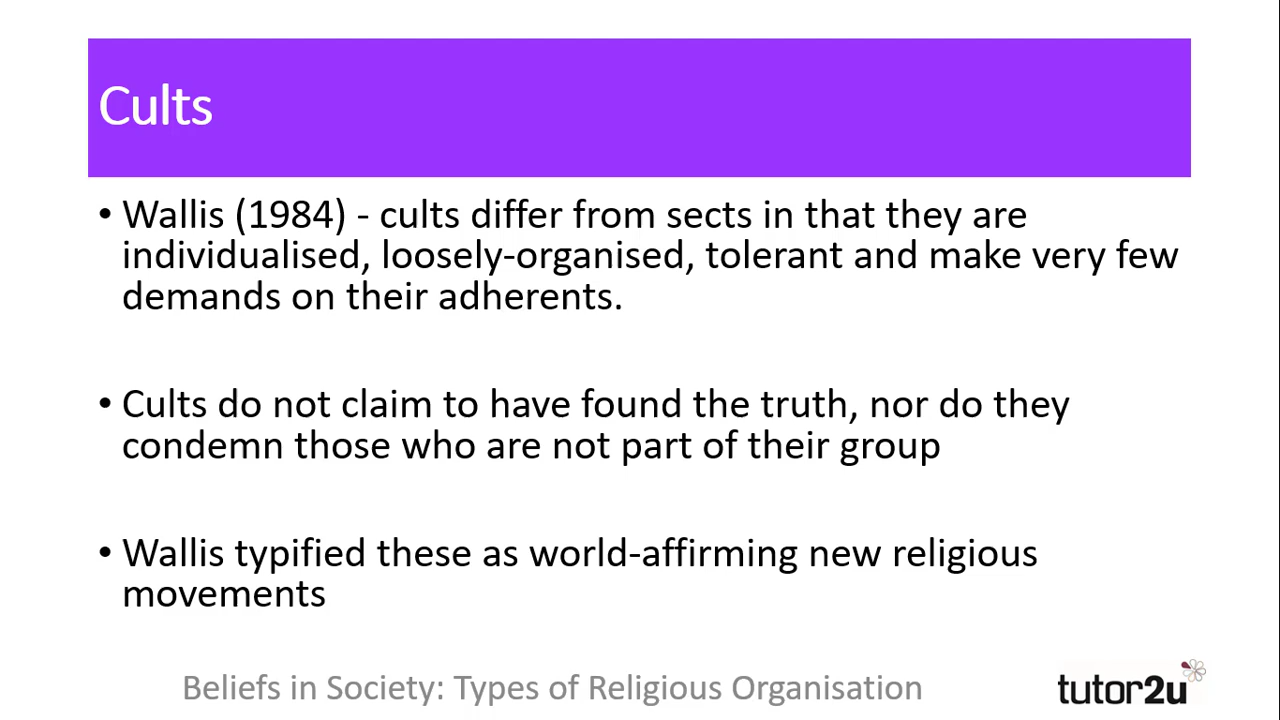 Cults
• Wallis (1984) - cults differ from sects in that they are
individualised, loosely-organised, tolerant and make very few
demands on their adherents.
• Cults do not claim to have found the truth, nor do they
condemn those who are not part of their group
• Wallis typified these as world-affirming new religious
movements
Beliefs in Society: Types of Religious Organisation
tutor2u